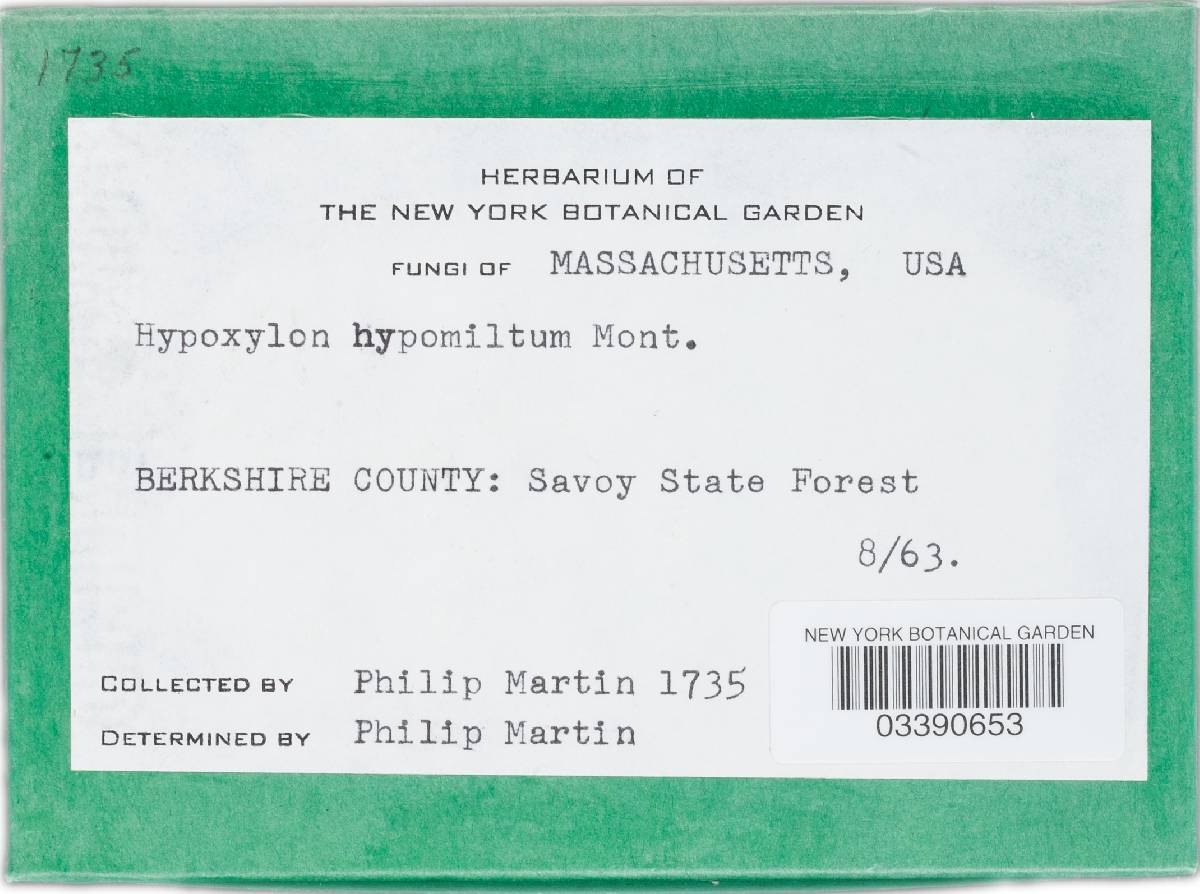 1735
HERBARIUM OF
THE NEW YORK BOTANICAL GARDEN
FUNGI OF MASSACHUSETTS, USA
Hypoxylon hypomiltum Mont.
BERKSHIRE COUNTY: Savoy State Forest
8/63.
NEW YORK BOTANICAL GARDEN
03390653
COLLECTED BY Philip Martin 1735
DETERMINED BY Philip Martin